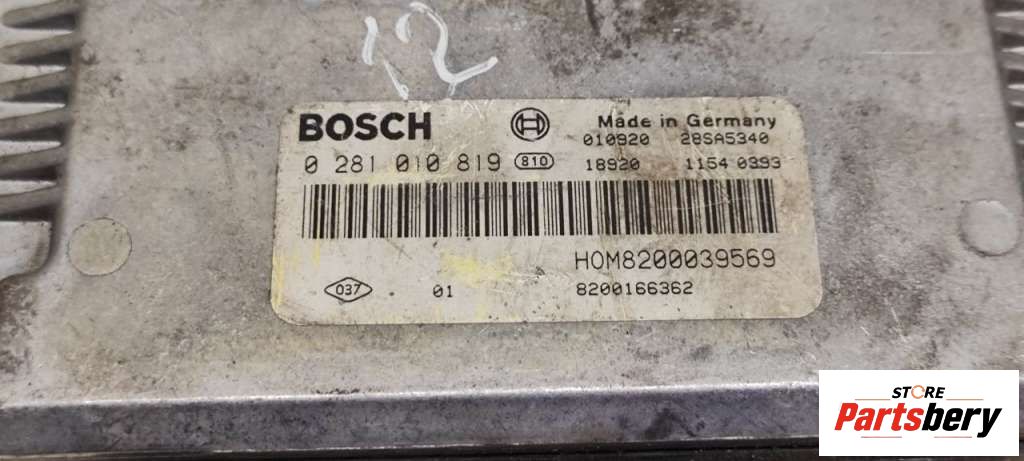 12
BOSCH
Made in Germany
010920 28SA5340
0 281 010 819 810
18920 1154 0393
HOM8200039569
037 01 8200166362
STORE
Partsbery